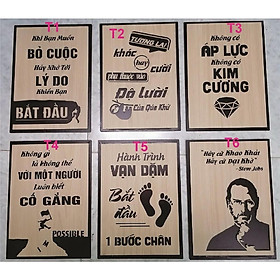 T1
Khi Bạn Muốn
BỎ CUỘC
Hãy Nhớ Tới
LÝ DO
Khiến Bạn
BẮT ĐẦU
T2
TƯƠNG LAI
khóc hay cười
phụ thuộc vào
Độ Lười
Của Quá Khứ
T3
Không có
ÁP LỰC
Không có
KIM
CƯƠNG
T4
Không gì
là không thể
VỚI MỘT NGƯỜI
Luôn biết
CỐ GẮNG
POSSIBLE
T5
Hành Trình
VẠN DẶM
Bắt
đầu
1 BƯỚC CHÂN
T6
"Hãy cứ Khao Khát
Hãy cứ Dại Khờ"
-Steve Jobs